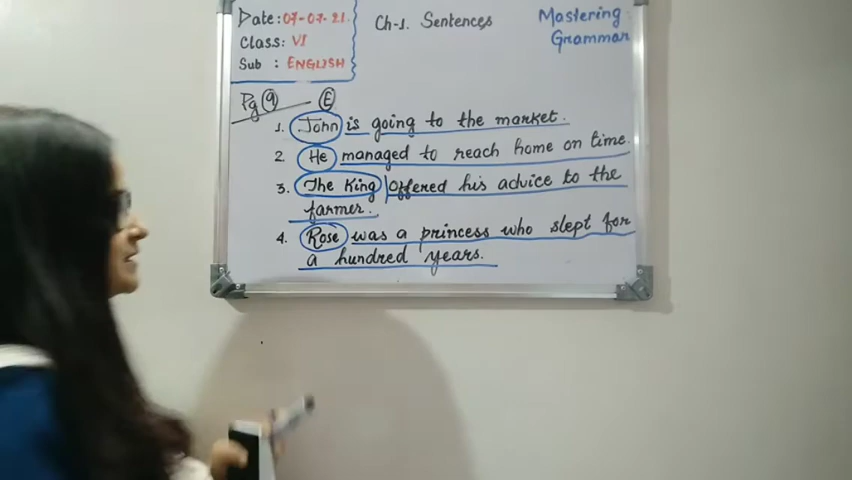 Date: 07-07-21.
Class: VI
Sub : ENGLISH
Ch-1. Sentences
Mastering
Grammar
Pg 9 E
1. John is going to the market.
2. He managed to reach home on time.
3. The King offered his advice to the
farmer.
4. Rose was a princess who slept for
a hundred years.